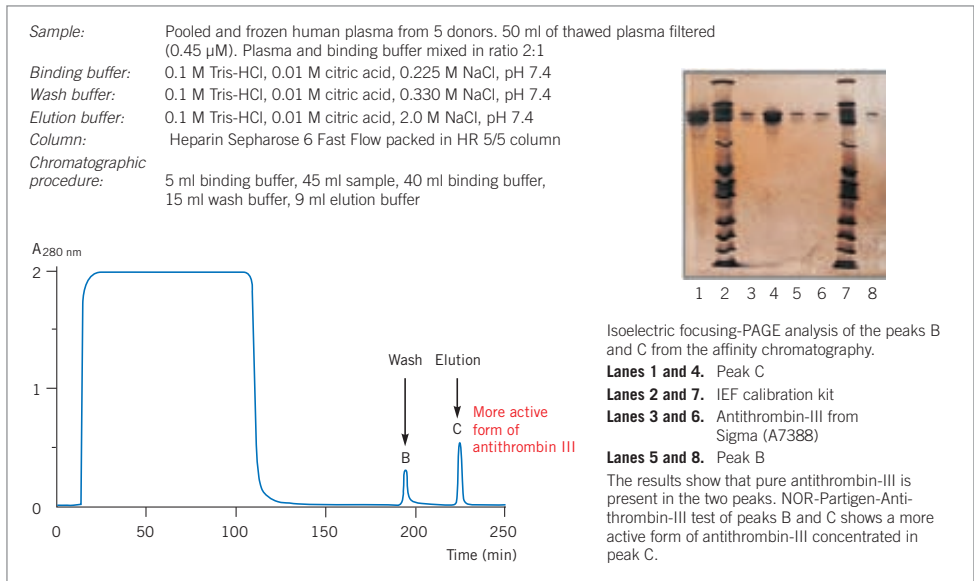 Sample: Pooled and frozen human plasma from 5 donors. 50 ml of thawed plasma filtered
(0.45 µM). Plasma and binding buffer mixed in ratio 2:1
Binding buffer: 0.1 M Tris-HCl, 0.01 M citric acid, 0.225 M NaCl, pH 7.4
Wash buffer: 0.1 M Tris-HCl, 0.01 M citric acid, 0.330 M NaCl, pH 7.4
Elution buffer: 0.1 M Tris-HCl, 0.01 M citric acid, 2.0 M NaCl, pH 7.4
Column: Heparin Sepharose 6 Fast Flow packed in HR 5/5 column
Chromatographic
procedure: 5 ml binding buffer, 45 ml sample, 40 ml binding buffer,
15 ml wash buffer, 9 ml elution buffer
A280 nm
2
1
0
0 50 100 150 200 250
Time (min)
Wash Elution
B
C
More active
form of
antithrombin III
1 2 3 4 5 6 7 8
Isoelectric focusing-PAGE analysis of the peaks B
and C from the affinity chromatography.
Lanes 1 and 4. Peak C
Lanes 2 and 7. IEF calibration kit
Lanes 3 and 6. Antithrombin-III from
Sigma (A7388)
Lanes 5 and 8. Peak B
The results show that pure antithrombin-III is
present in the two peaks. NOR-Partigen-Anti-
thrombin-III test of peaks B and C shows a more
active form of antithrombin-III concentrated in
peak C.